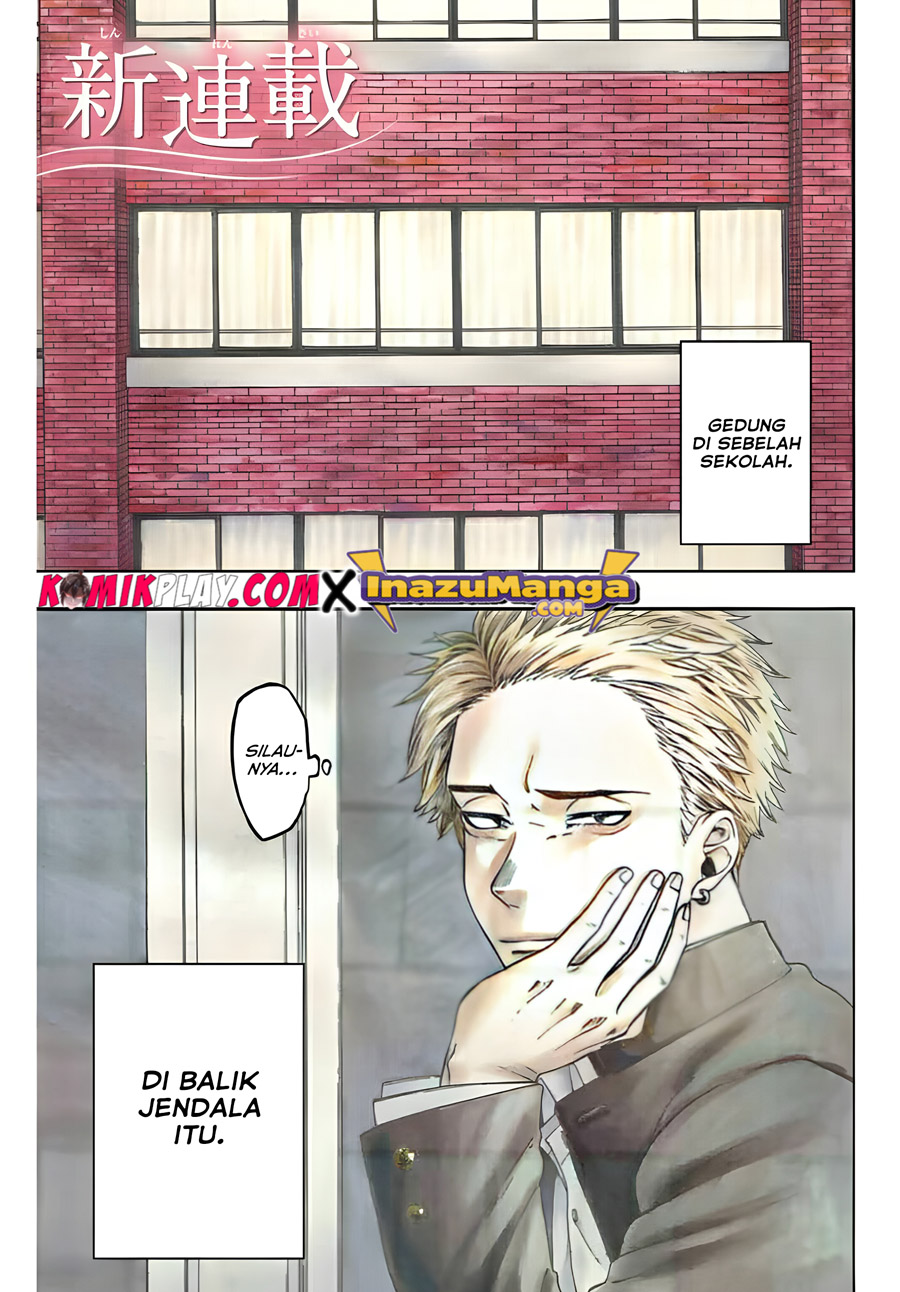 しん れん さい
新連載
GEDUNG
DI SEBELAH
SEKOLAH.
KOMIKPLAY.COM X INAZUMANGA
.COM
SILAU-
NYA...
DI BALIK
JENDALA
ITU.